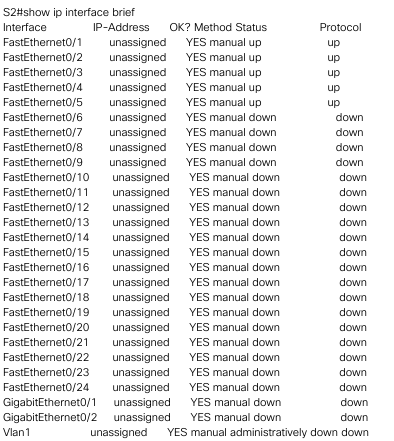 S2#show ip interface brief
Interface IP-Address OK? Method Status Protocol
FastEthernet0/1 unassigned YES manual up up
FastEthernet0/2 unassigned YES manual up up
FastEthernet0/3 unassigned YES manual up up
FastEthernet0/4 unassigned YES manual up up
FastEthernet0/5 unassigned YES manual up up
FastEthernet0/6 unassigned YES manual down down
FastEthernet0/7 unassigned YES manual down down
FastEthernet0/8 unassigned YES manual down down
FastEthernet0/9 unassigned YES manual down down
FastEthernet0/10 unassigned YES manual down down
FastEthernet0/11 unassigned YES manual down down
FastEthernet0/12 unassigned YES manual down down
FastEthernet0/13 unassigned YES manual down down
FastEthernet0/14 unassigned YES manual down down
FastEthernet0/15 unassigned YES manual down down
FastEthernet0/16 unassigned YES manual down down
FastEthernet0/17 unassigned YES manual down down
FastEthernet0/18 unassigned YES manual down down
FastEthernet0/19 unassigned YES manual down down
FastEthernet0/20 unassigned YES manual down down
FastEthernet0/21 unassigned YES manual down down
FastEthernet0/22 unassigned YES manual down down
FastEthernet0/23 unassigned YES manual down down
FastEthernet0/24 unassigned YES manual down down
GigabitEthernet0/1 unassigned YES manual down down
GigabitEthernet0/2 unassigned YES manual down down
Vlan1 unassigned YES manual administratively down down